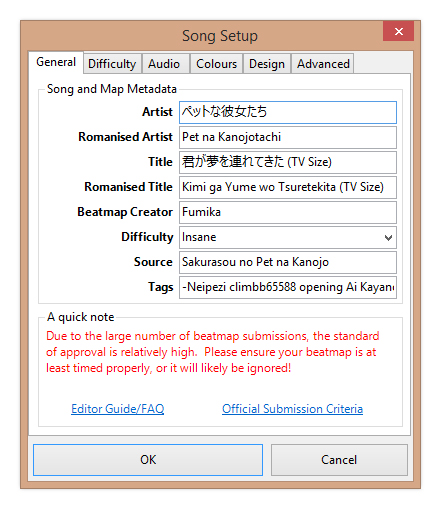 Song Setup
General Difficulty Audio Colours Design Advanced
Song and Map Metadata
Artist ペットな彼女たち
Romanised Artist Pet na Kanojotachi
Title 君が夢を連れてきた (TV Size)
Romanised Title Kimi ga Yume wo Tsuretekita (TV Size)
Beatmap Creator Fumika
Difficulty Insane
Source Sakurasou no Pet na Kanojo
Tags -Neipezi climbb65588 opening Ai Kayano
A quick note
Due to the large number of beatmap submissions, the standard
of approval is relatively high. Please ensure your beatmap is at
least timed properly, or it will likely be ignored!
Editor Guide/FAQ Official Submission Criteria
OK Cancel